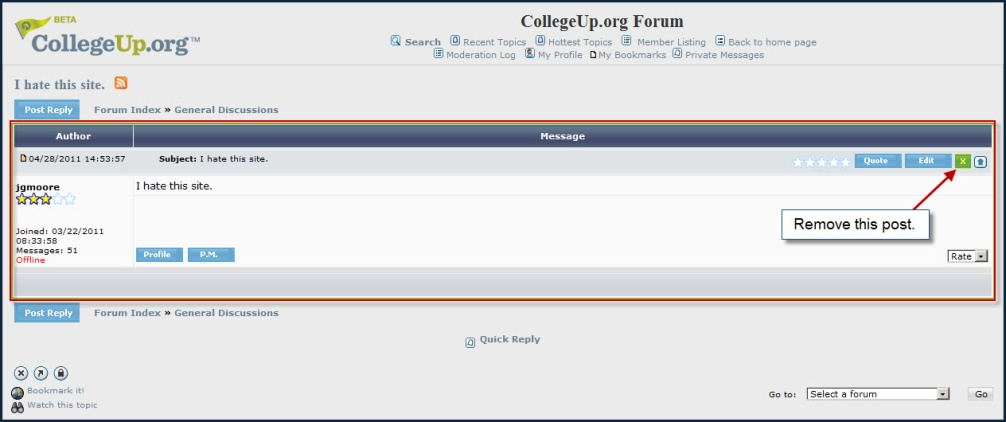 BETA
CollegeUp.org™
CollegeUp.org Forum
Search Recent Topics Hottest Topics Member Listing Back to home page
Moderation Log My Profile My Bookmarks Private Messages
I hate this site.
Post Reply Forum Index » General Discussions
Author Message
04/28/2011 14:53:57 Subject: I hate this site. Quote Edit X
jgmoore I hate this site.
Remove this post.
Joined: 03/22/2011
08:33:58
Messages: 51
Offline Profile P.M. Rate
Post Reply Forum Index » General Discussions
Quick Reply
Bookmark it!
Watch this topic
Go to: Select a forum Go